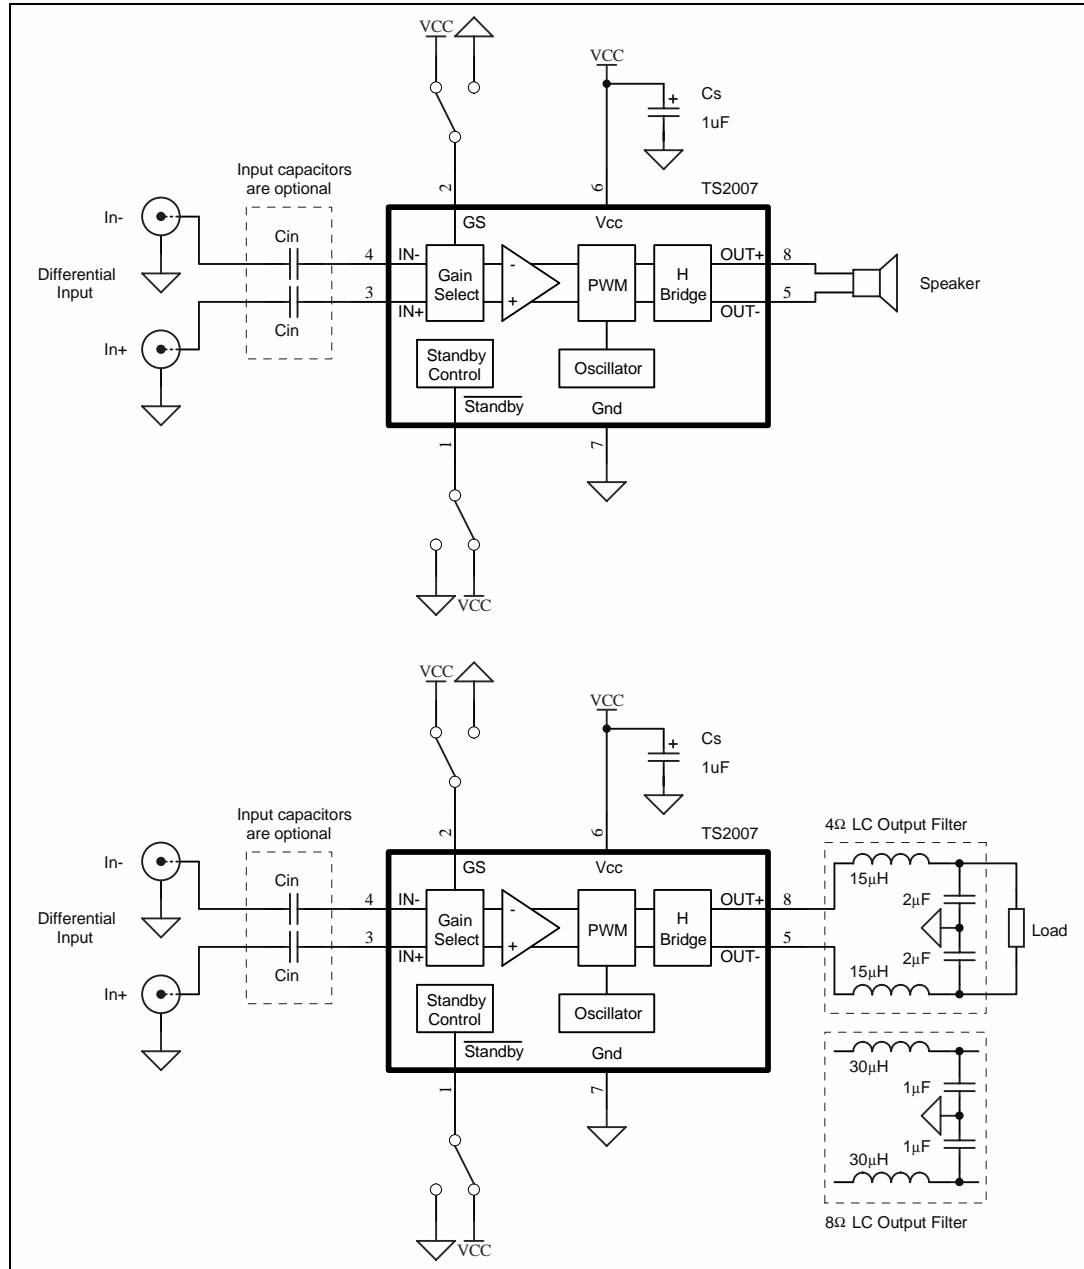 VCC
VCC
Cs
1uF
Input capacitors
are optional
2
6
TS2007
In-
Cin
GS
Vcc
4
IN-
OUT+
8
Differential
Input
Gain
Select
-
+
PWM
H
Bridge
Speaker
3
IN+
OUT-
5
In+
Cin
Standby
Control
Oscillator
Standby
Gnd
1
7
VCC
VCC
VCC
Cs
1uF
Input capacitors
are optional
2
6
TS2007
4Ω LC Output Filter
In-
Cin
GS
Vcc
15µH
4
IN-
OUT+
8
2µF
Differential
Input
Gain
Select
-
+
PWM
H
Bridge
Load
3
IN+
OUT-
5
2µF
Cin
15µH
In+
Standby
Control
Oscillator
Standby
Gnd
30µH
1
7
1µF
1µF
30µH
VCC
8Ω LC Output Filter